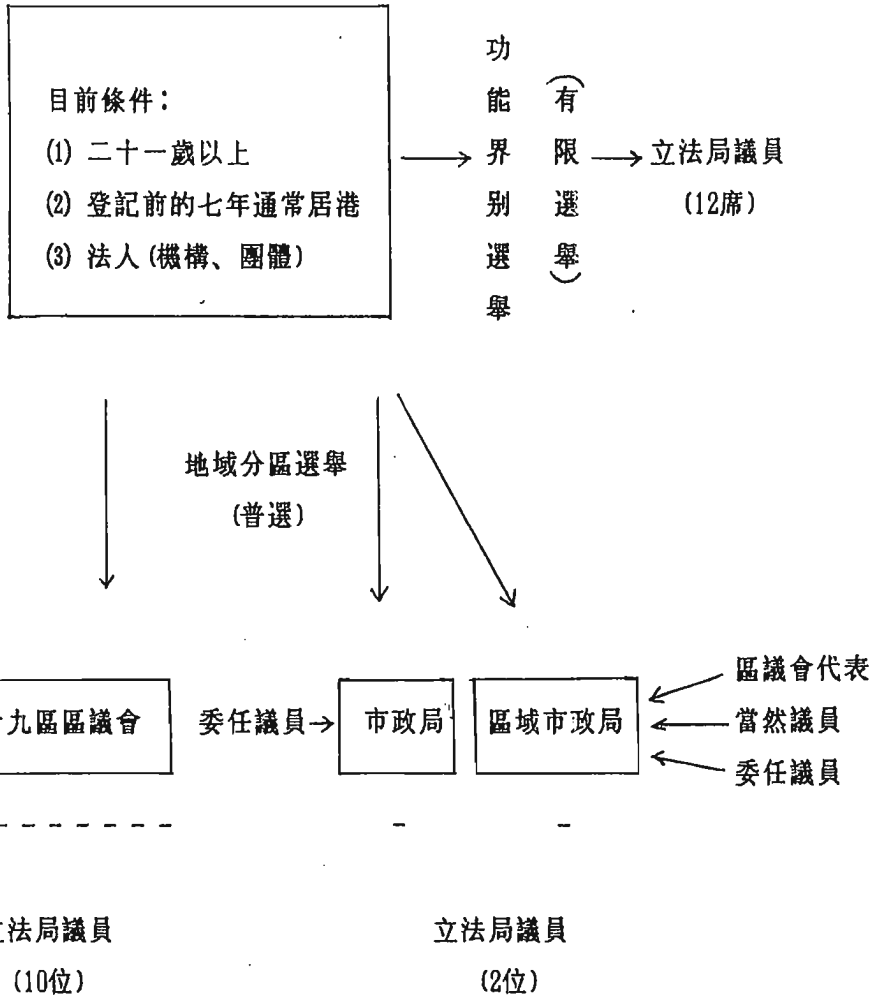 目前條件：
(1) 二十一歲以上
(2) 登記前的七年通常居港
(3) 法人(機構、團體)
功能界別選舉
(有限選舉)
立法局議員
(12席)
地域分區選舉
(普選)
九區區議會
委任議員
市政局
區域市政局
區議會代表
當然議員
委任議員
法局議員
(10位)
立法局議員
(2位)